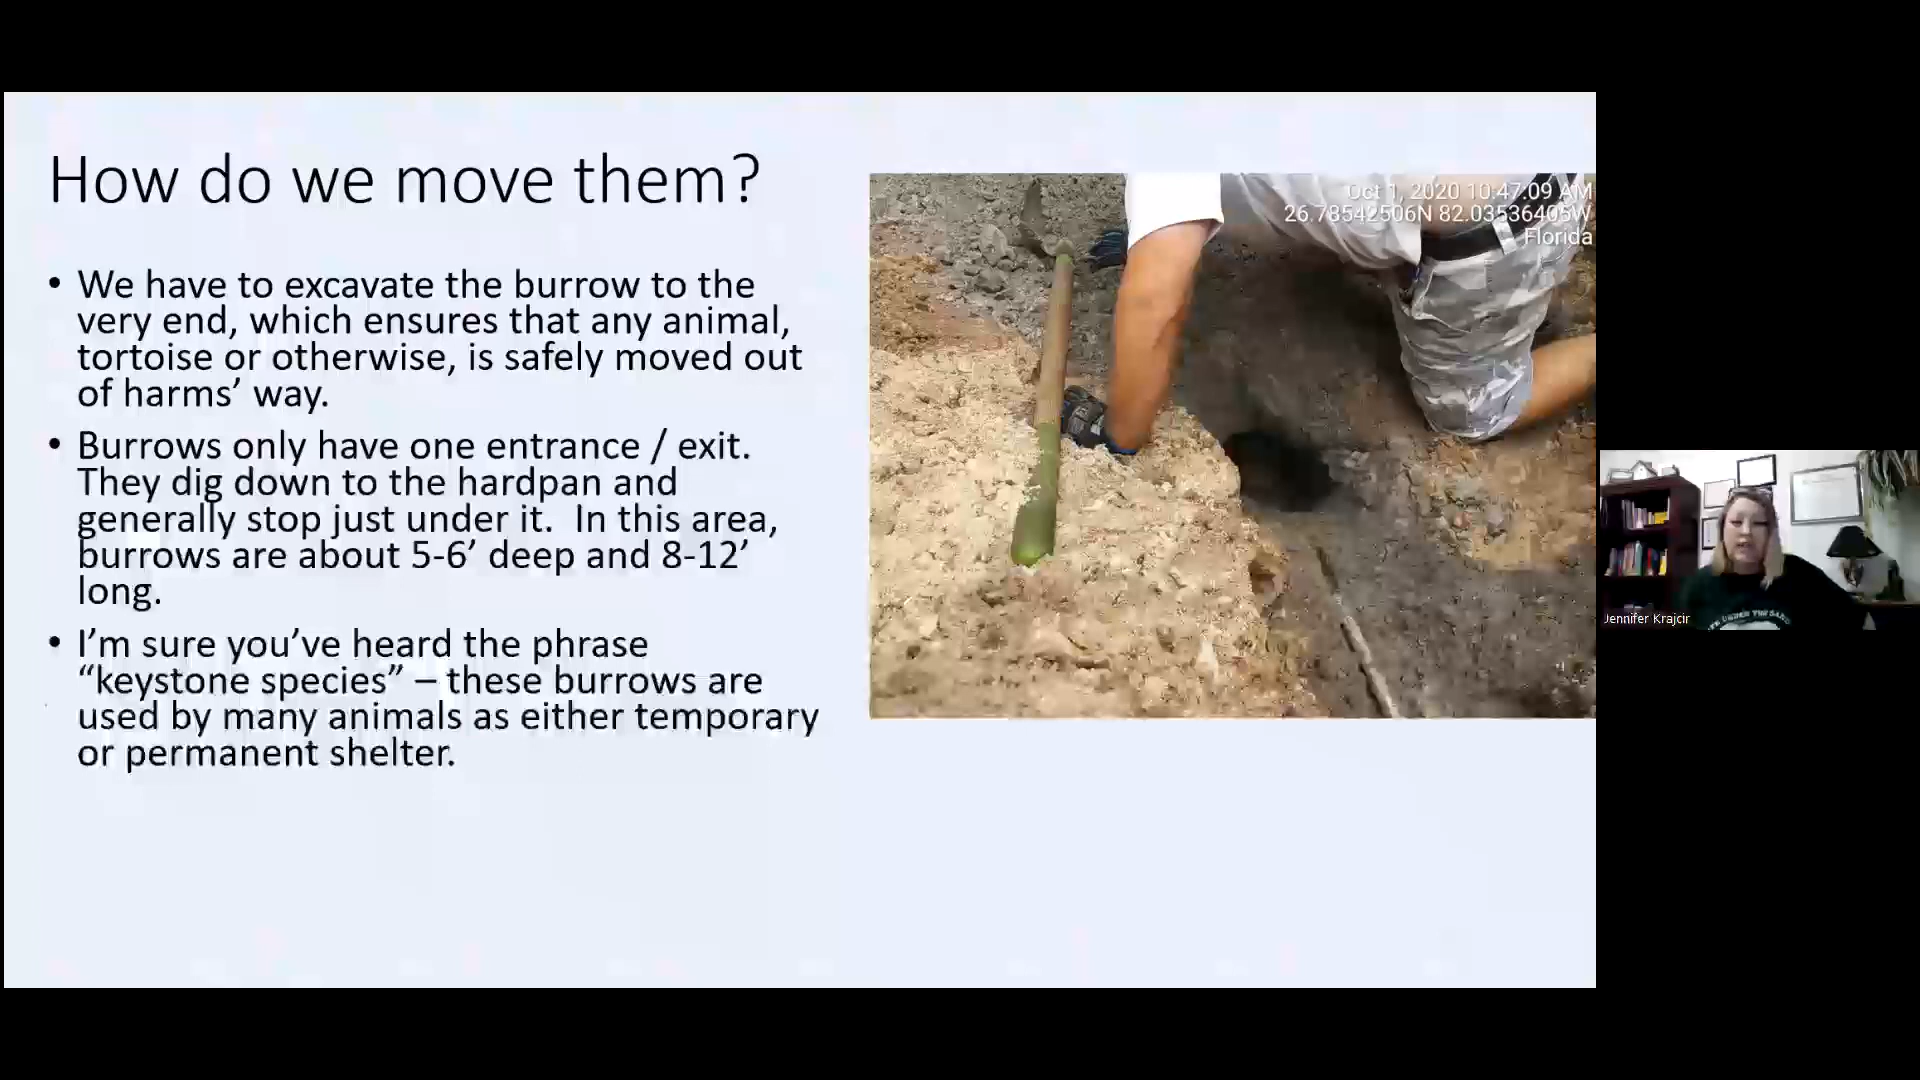 How do we move them?
• We have to excavate the burrow to the
very end, which ensures that any animal,
tortoise or otherwise, is safely moved out
of harms’ way.
• Burrows only have one entrance / exit.
They dig down to the hardpan and
generally stop just under it. In this area,
burrows are about 5-6’ deep and 8-12’
long.
• I’m sure you’ve heard the phrase
“keystone species” – these burrows are
used by many animals as either temporary
or permanent shelter.
Oct 1, 2020 10:47:09 AM
26.78542506N 82.03536405W
Florida
Jennifer Krajcir
UNDER THE SAND